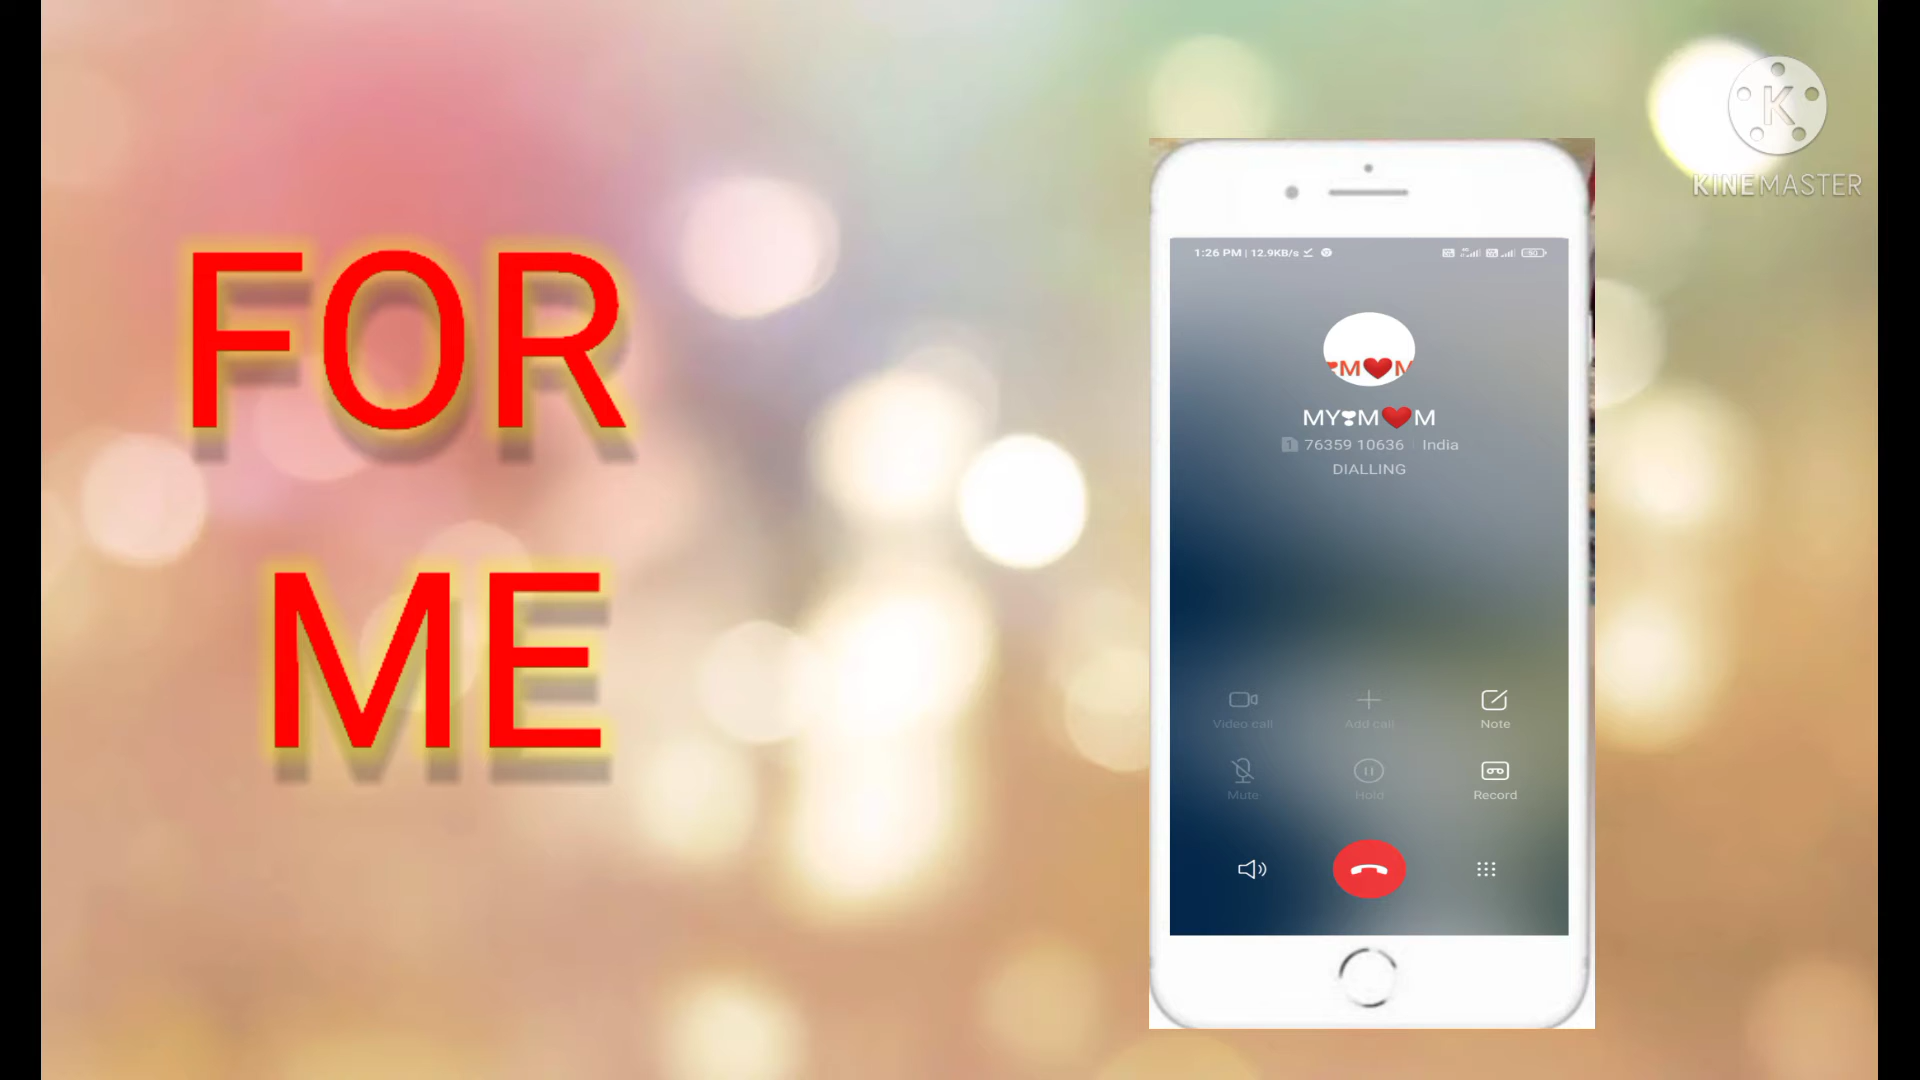 FOR
ME
KINEMASTER
1:26 PM | 12.9KB/s
M❤️M
MY❣M❤️M
1 76359 10636 | India
DIALLING
Video call
Add call
Note
Mute
Hold
Record